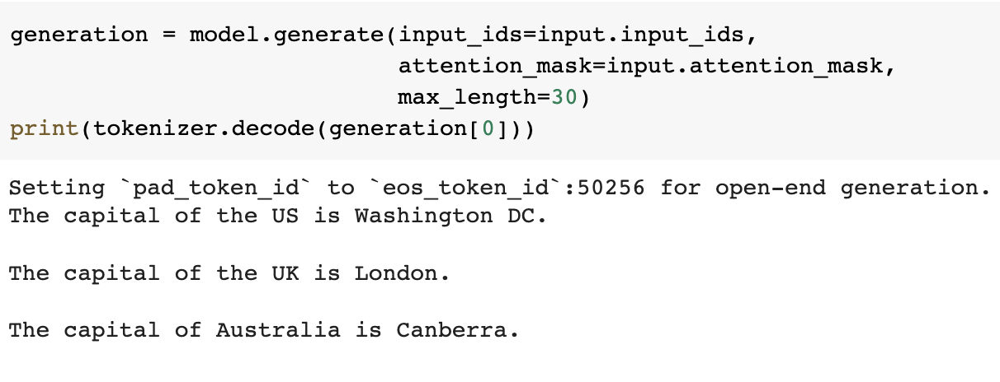 generation = model.generate(input_ids=input.input_ids,
                            attention_mask=input.attention_mask,
                            max_length=30)
print(tokenizer.decode(generation[0]))
Setting `pad_token_id` to `eos_token_id`:50256 for open-end generation.
The capital of the US is Washington DC.
The capital of the UK is London.
The capital of Australia is Canberra.